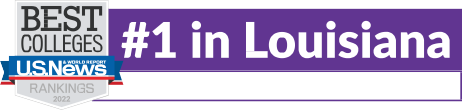 BEST
COLLEGES
U.S.News
& WORLD REPORT
RANKINGS
2022
#1 in Louisiana